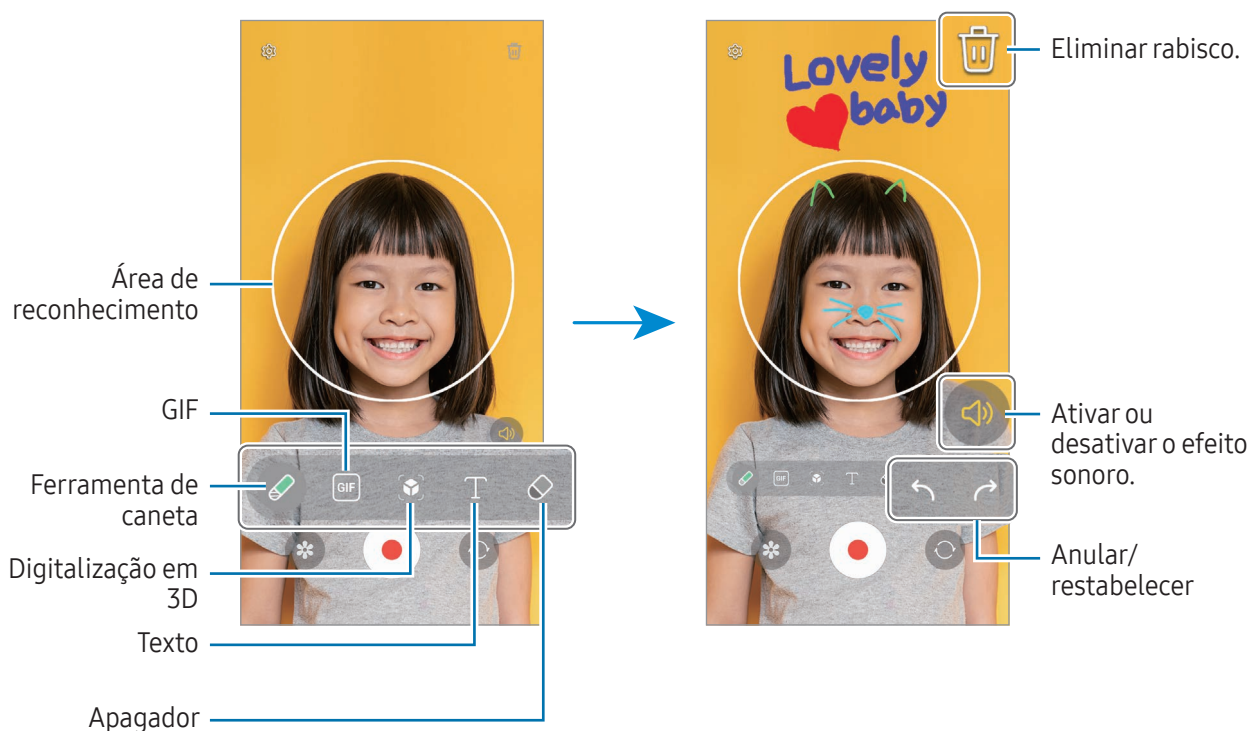 Área de
reconhecimento
GIF
Ferramenta de
caneta
Digitalização em
3D
Texto
Apagador
GIF
T
Lovely
baby
Eliminar rabisco.
Ativar ou
desativar o efeito
sonoro.
Anular/
restabelecer
GIF
T